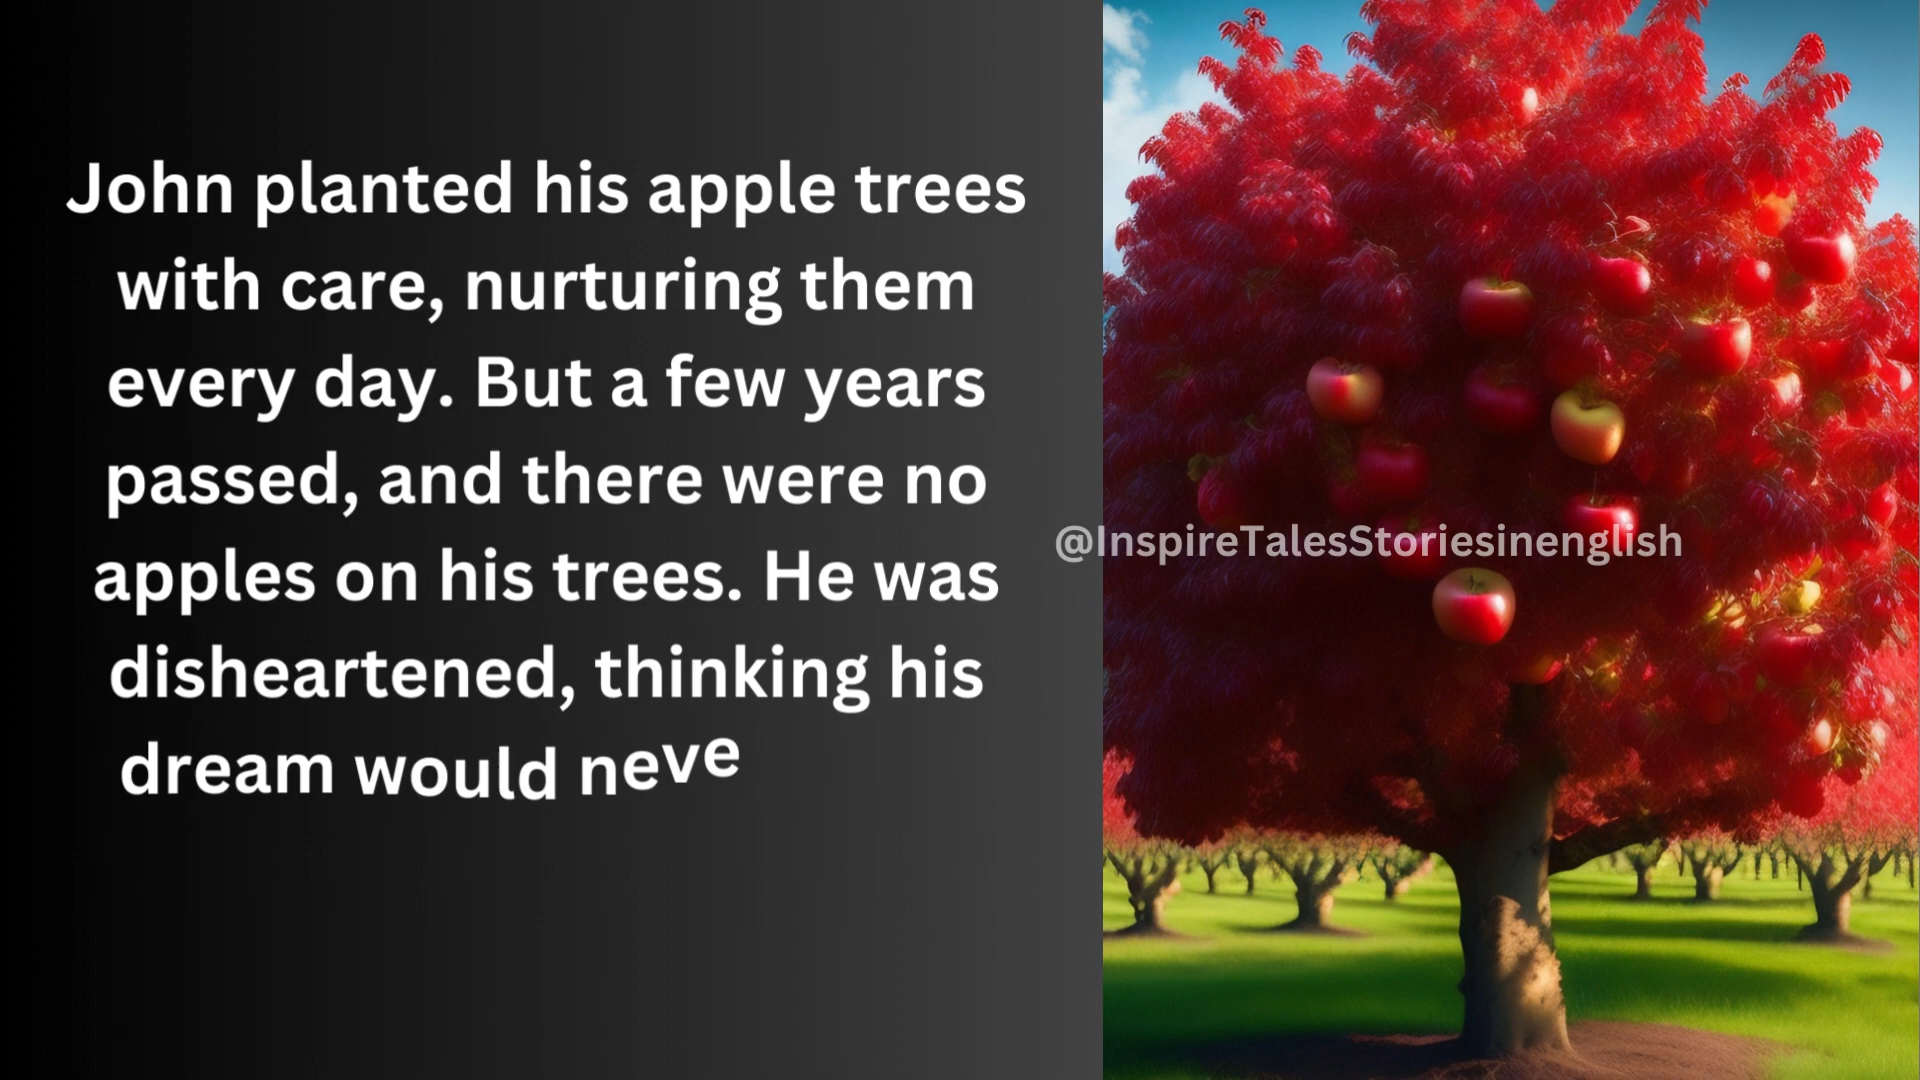 John planted his apple trees
with care, nurturing them
every day. But a few years
passed, and there were no
apples on his trees. He was
disheartened, thinking his
dream would neve
@InspireTalesStoriesinenglish